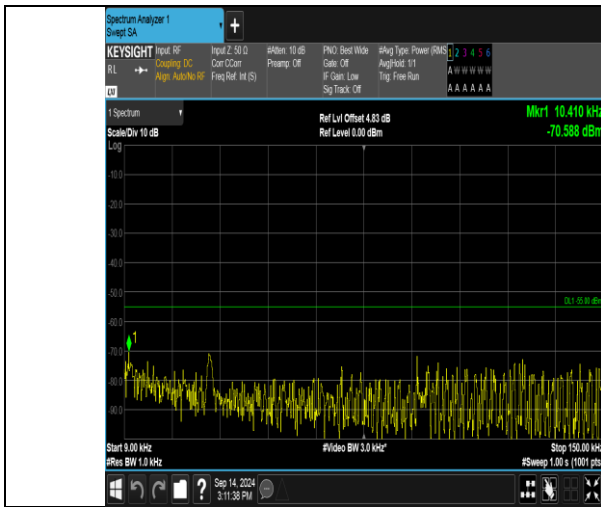 Spectrum Analyzer 1
Swept SA
+
KEYSIGHT
RL
LXI
Input: RF
Coupling: DC
Align: Auto/No RF
Input Z: 50 Ω
Corr CCorr
Freq Ref: Int (S)
#Atten: 10 dB
Preamp: Off
PNO: Best Wide
Gate: Off
IF Gain: Low
Sig Track: Off
#Avg Type: Power (RMS
Avg|Hold: 1/1
Trig: Free Run
1 2 3 4 5 6
A W W W W W
A A A A A A
1 Spectrum
Scale/Div 10 dB
Log
Ref Lvl Offset 4.83 dB
Ref Level 0.00 dBm
Mkr1 10.410 kHz
-70.588 dBm
-10.0
-20.0
-30.0
-40.0
-50.0
DL1 -55.00 dBm
-60.0
1
-70.0
-80.0
-90.0
Start 9.00 kHz
#Res BW 1.0 kHz
#Video BW 3.0 kHz*
Stop 150.00 kHz
#Sweep 1.00 s (1001 pts
?
Sep 14, 2024
3:11:38 PM